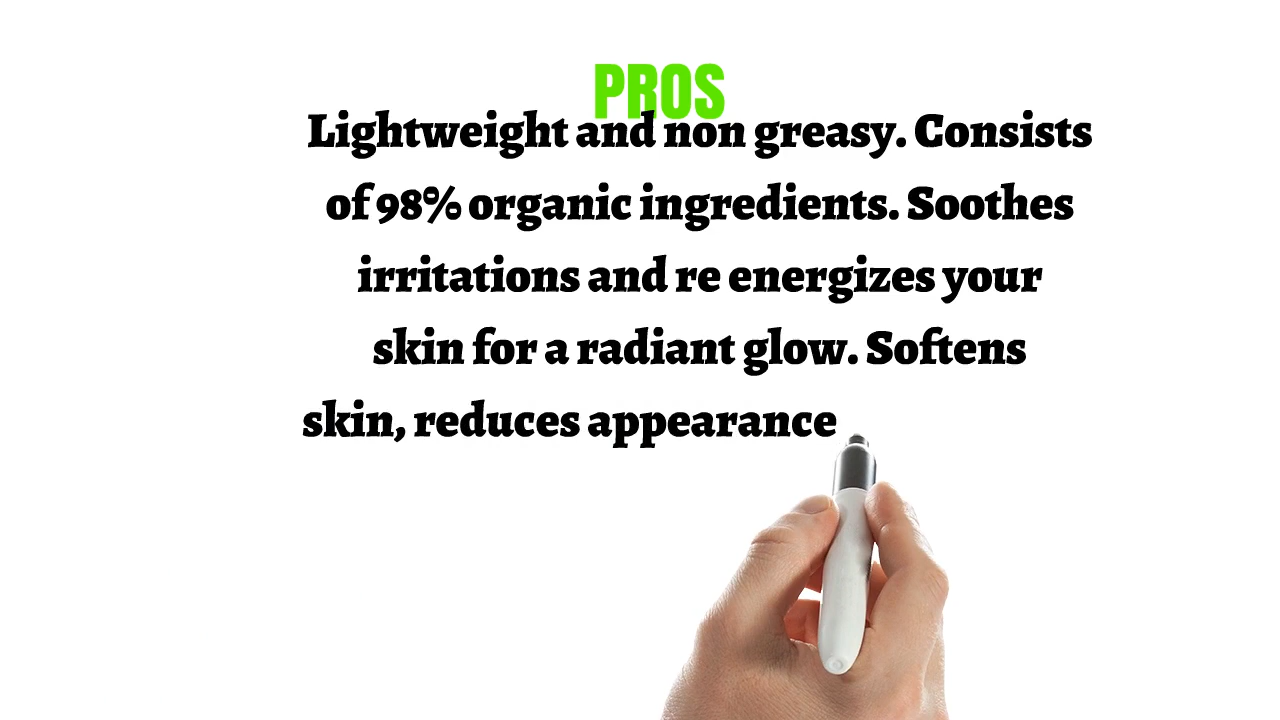 PROS
Lightweight and non greasy. Consists
of 98% organic ingredients. Soothes
irritations and re energizes your
skin for a radiant glow. Softens
skin, reduces appearance